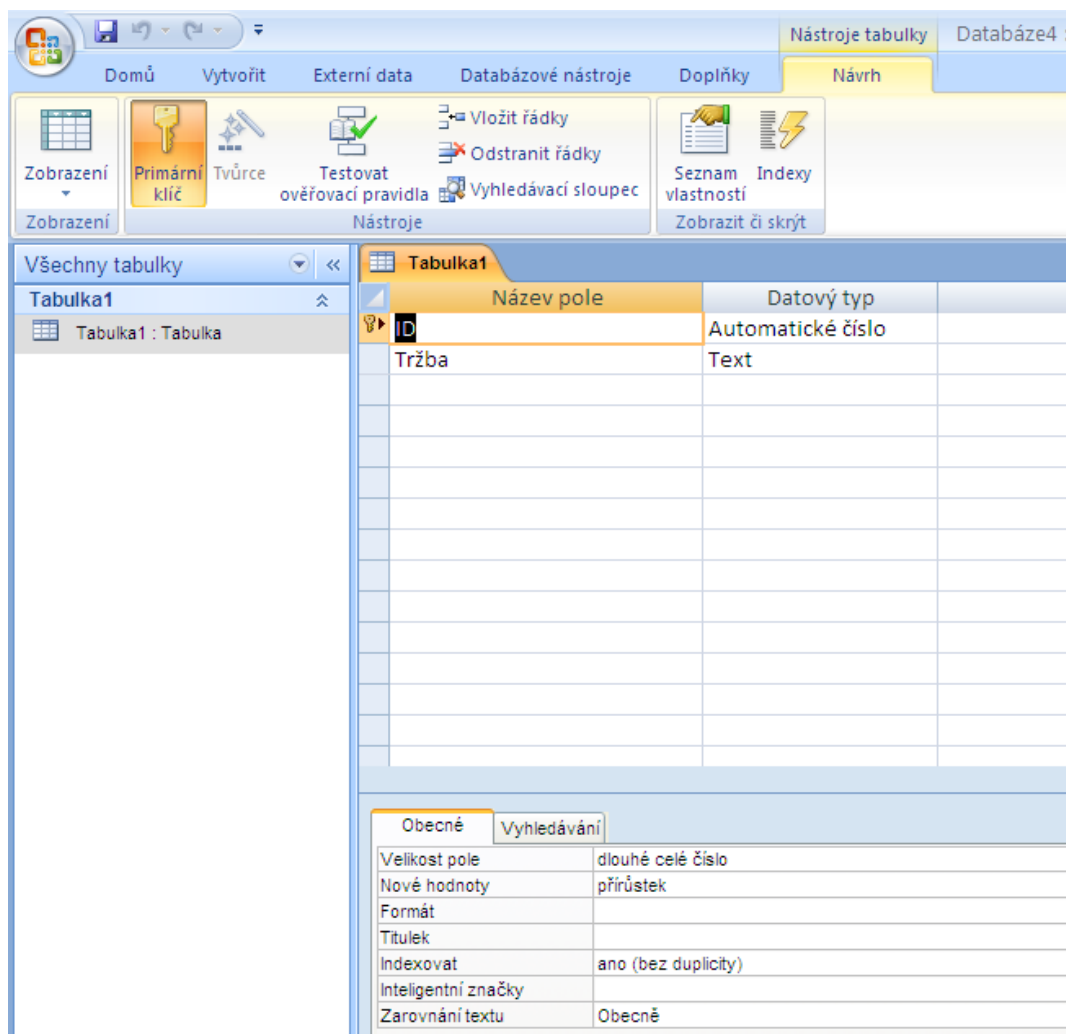 Nástroje tabulky Databáze4 :
Domů Vytvořit Externí data Databázové nástroje Doplňky Návrh
Zobrazení
Primární klíč
Tvůrce
Testovat ověřovací pravidla
Vložit řádky
Odstranit řádky
Vyhledávací sloupec
Seznam vlastností
Indexy
Zobrazení Nástroje Zobrazit či skrýt
Všechny tabulky
Tabulka1
Tabulka1 : Tabulka
Tabulka1
Název pole Datový typ
ID Automatické číslo
Tržba Text
Obecné Vyhledávání
Velikost pole dlouhé celé číslo
Nové hodnoty přírůstek
Formát
Titulek
Indexovat ano (bez duplicity)
Inteligentní značky
Zarovnání textu Obecně